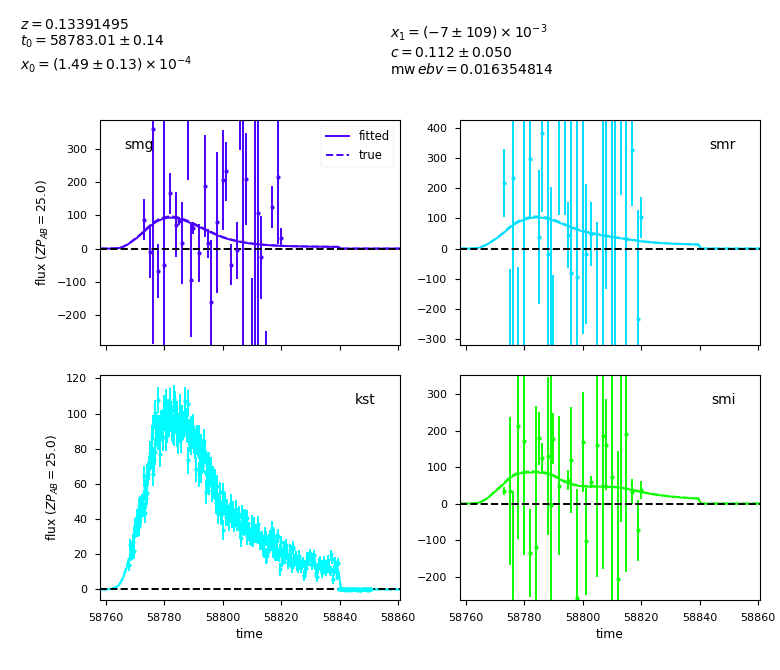 z = 0.13391495
t₀ = 58783.01 ± 0.14
x₀ = (1.49 ± 0.13) × 10⁻⁴
x₁ = (−7 ± 109) × 10⁻³
c = 0.112 ± 0.050
mw ebv = 0.016354814
smg
fitted
true
300
200
100
0
−100
−200
flux (ZP_AB = 25.0)
smr
400
300
200
100
0
−100
−200
−300
kst
120
100
80
60
40
20
0
flux (ZP_AB = 25.0)
58760 58780 58800 58820 58840 58860
time
smi
300
200
100
0
−100
−200
58760 58780 58800 58820 58840 58860
time